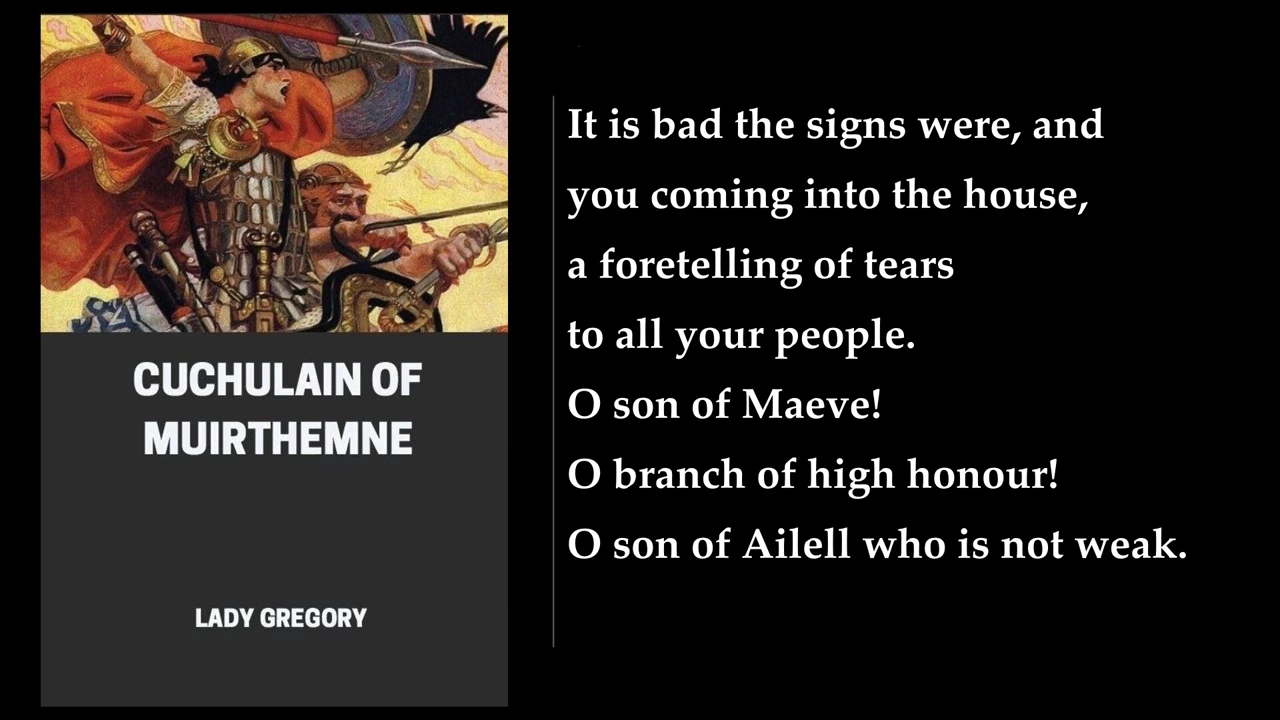 CUCHULAIN OF
MUIRTHEMNE
LADY GREGORY
It is bad the signs were, and
you coming into the house,
a foretelling of tears
to all your people.
O son of Maeve!
O branch of high honour!
O son of Ailell who is not weak.